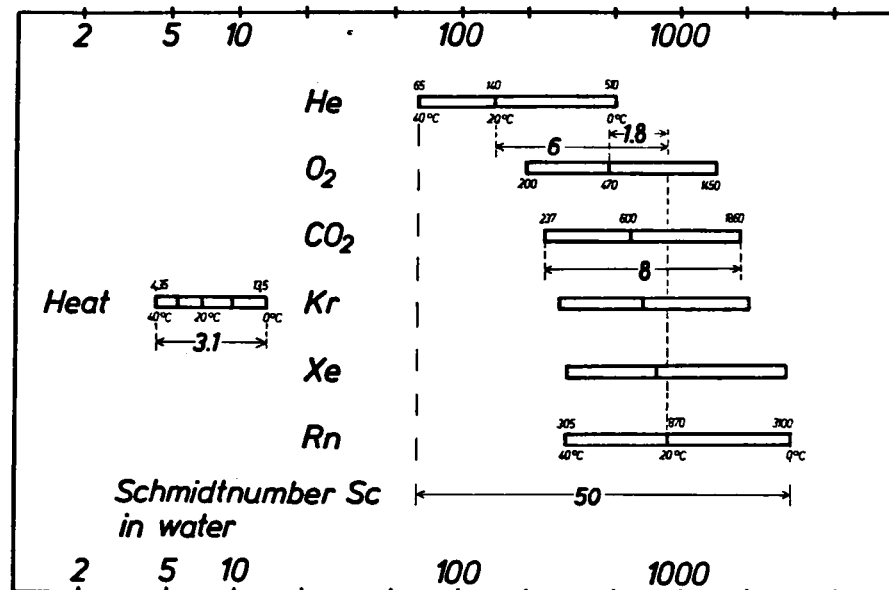 2 5 10 100 1000
65 140 510
He
40°C 20°C 0°C
1.8
6
O2
200 470 1450
237 600 1860
CO2
8
4,35 13,5
Heat
40°C 20°C 0°C
Kr
3.1
Xe
305 870 3100
Rn
40°C 20°C 0°C
Schmidtnumber Sc
50
in water
2 5 10 100 1000